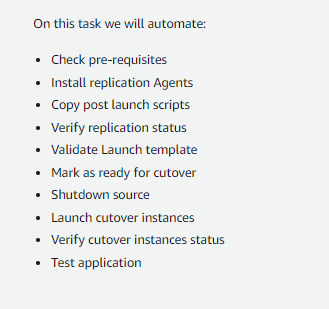 On this task we will automate:
• Check pre-requisites
• Install replication Agents
• Copy post launch scripts
• Verify replication status
• Validate Launch template
• Mark as ready for cutover
• Shutdown source
• Launch cutover instances
• Verify cutover instances status
• Test application